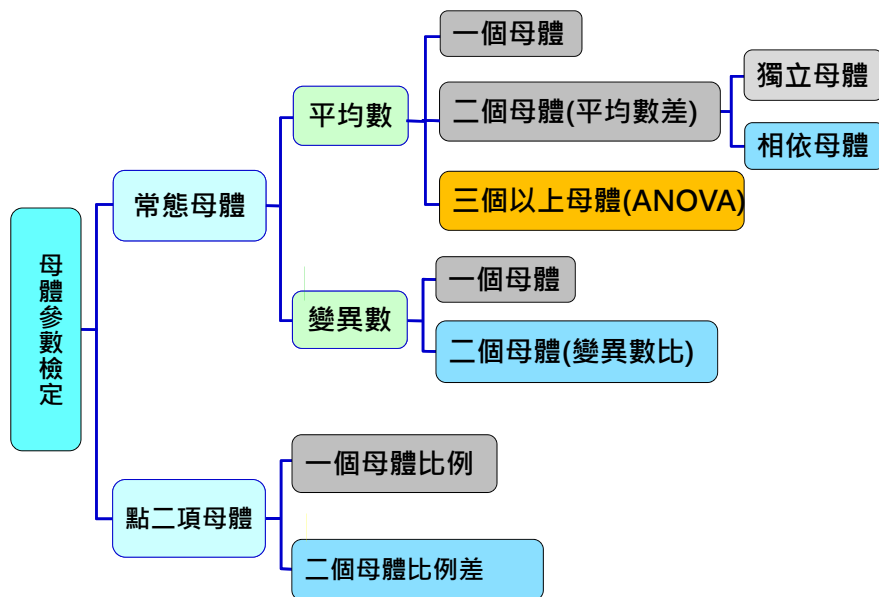 母體參數檢定
常態母體
平均數
一個母體
二個母體(平均數差)
獨立母體
相依母體
三個以上母體(ANOVA)
變異數
一個母體
二個母體(變異數比)
點二項母體
一個母體比例
二個母體比例差